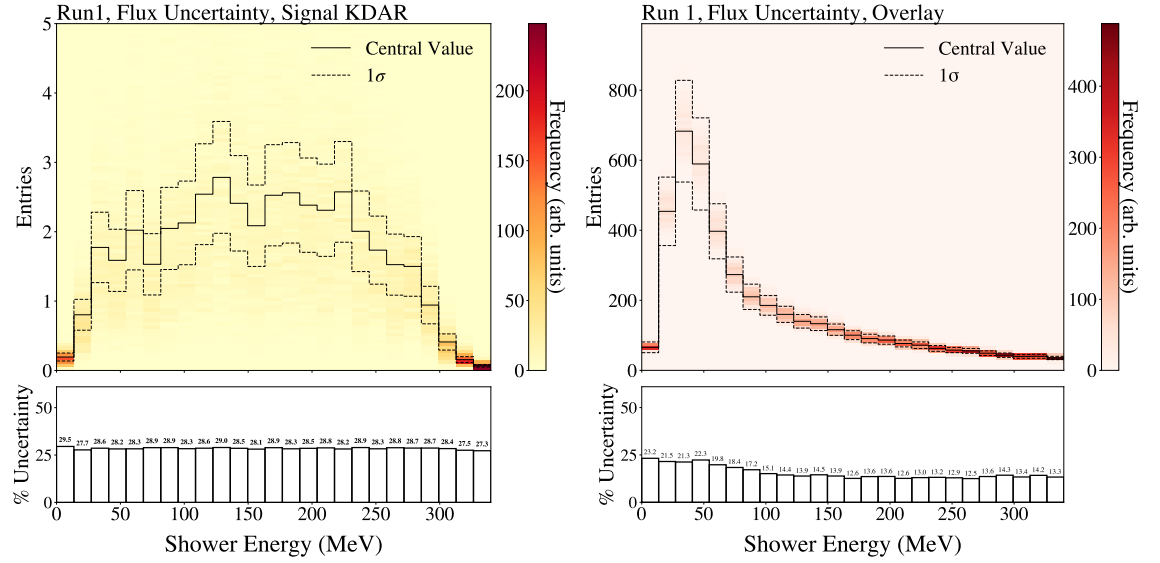 Run1, Flux Uncertainty, Signal KDAR
Central Value
1σ
5
4
3
2
1
0
Entries
200
150
100
50
0
Frequency (arb. units)
50
25
0
% Uncertainty
29.5 27.7 28.6 28.2 28.3 28.9 28.9 28.3 28.6 29.0 28.5 28.1 28.9 28.3 28.5 28.8 28.2 28.9 28.3 28.8 28.7 28.7 28.4 27.5 27.3
0 50 100 150 200 250 300
Shower Energy (MeV)
Run 1, Flux Uncertainty, Overlay
Central Value
1σ
800
600
400
200
0
Entries
400
300
200
100
0
Frequency (arb. units)
50
25
0
% Uncertainty
23.2 21.5 21.3 22.3 19.8 18.4 17.2 15.1 14.4 13.9 14.5 13.9 12.6 13.6 13.6 12.6 13.0 13.2 12.9 12.5 13.6 14.3 13.4 14.2 13.3
0 50 100 150 200 250 300
Shower Energy (MeV)